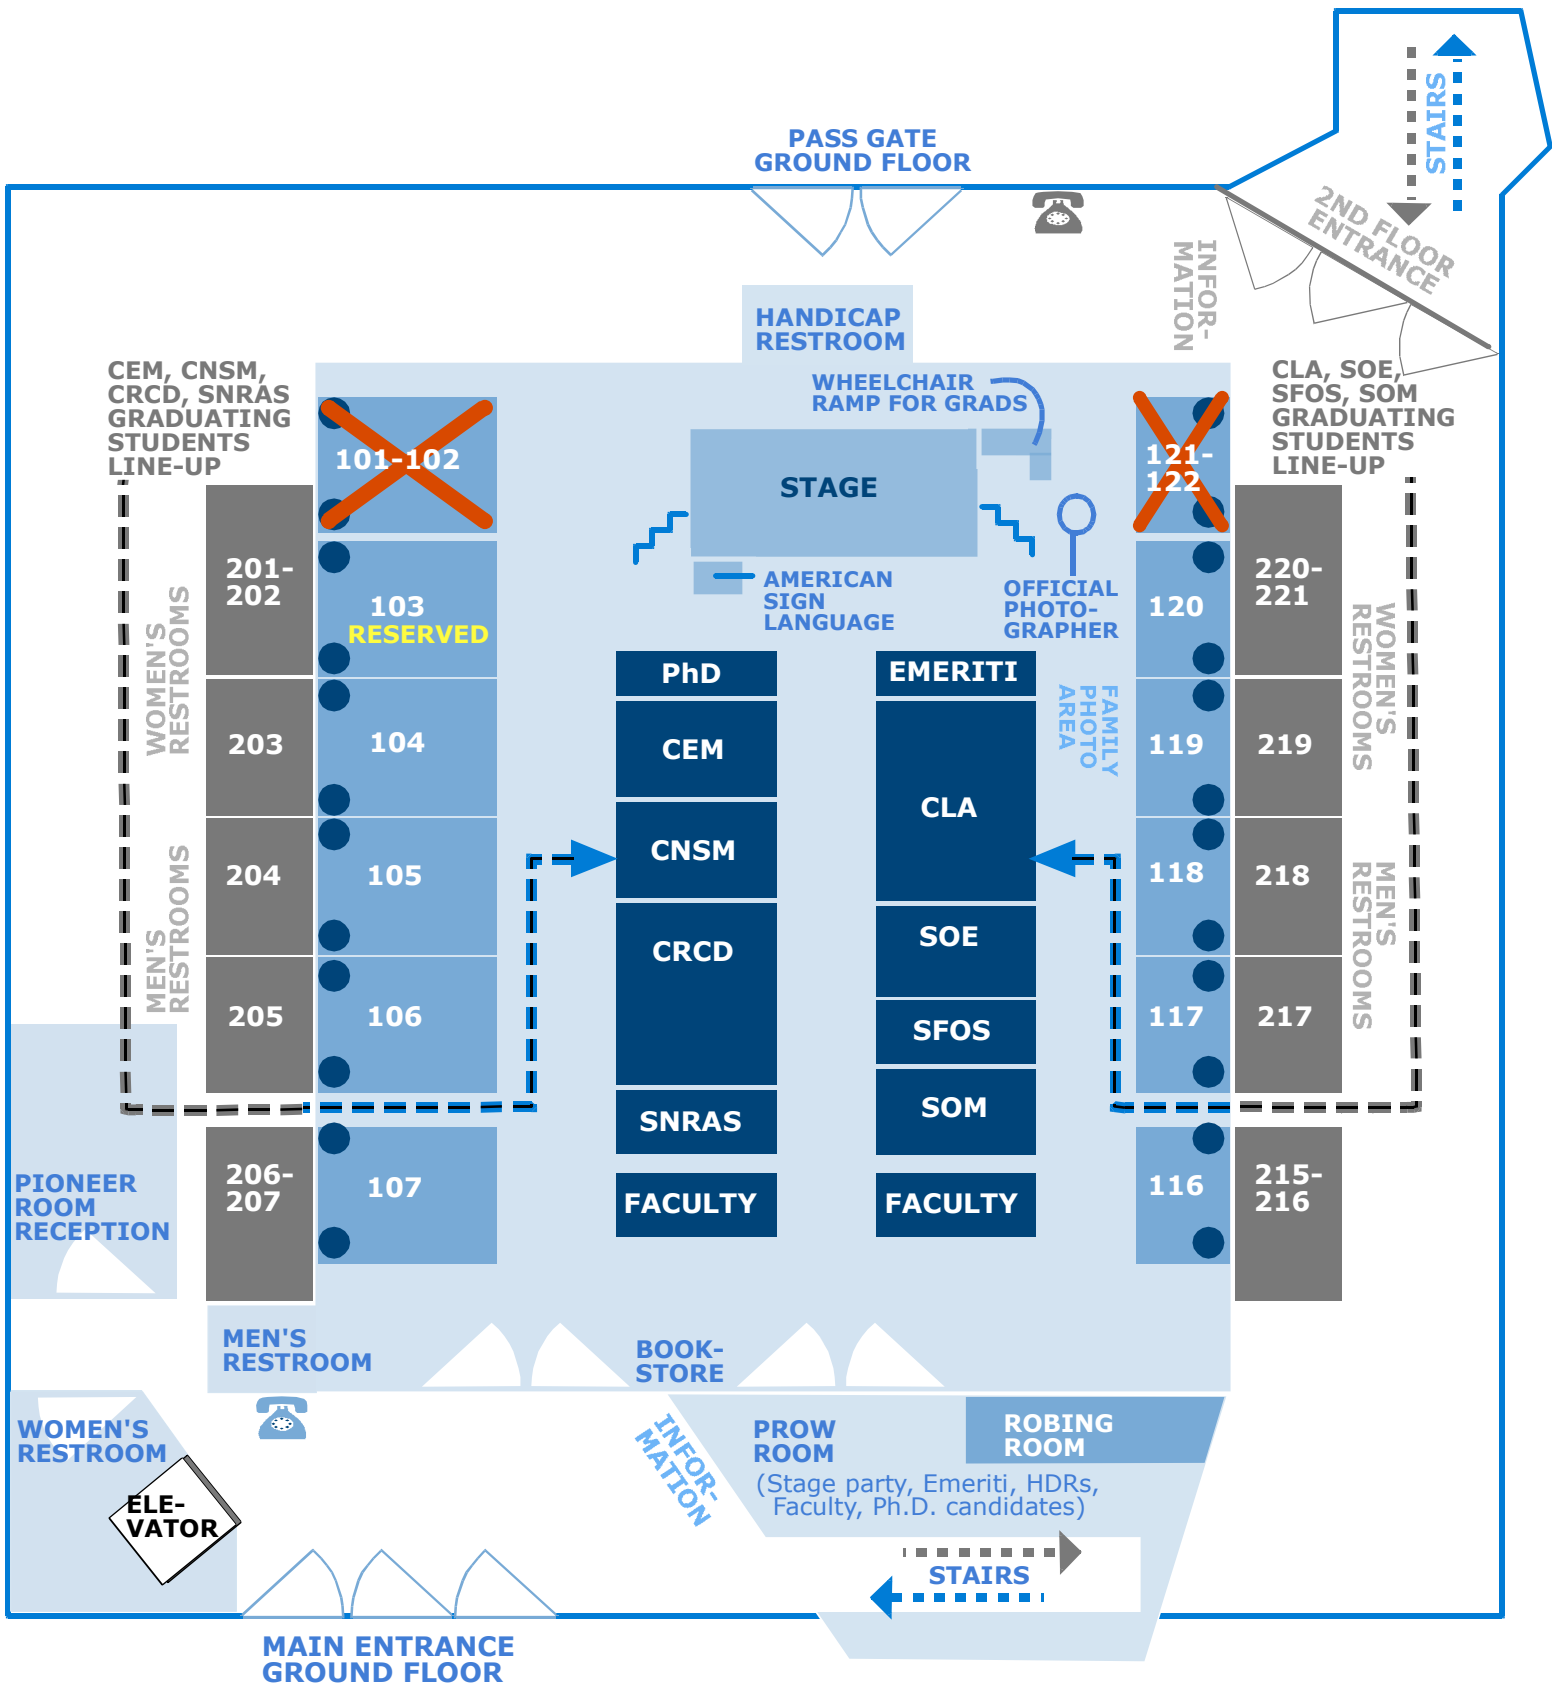 STAIRS
PASS GATE
GROUND FLOOR
2ND FLOOR
ENTRANCE
INFOR-
MATION
HANDICAP
RESTROOM
CEM, CNSM,
CRCD, SNRAS
GRADUATING
STUDENTS
LINE-UP
WHEELCHAIR
RAMP FOR GRADS
CLA, SOE,
SFOS, SOM
GRADUATING
STUDENTS
LINE-UP
101-102
STAGE
121-
122
201-
202
103
RESERVED
AMERICAN
SIGN
LANGUAGE
OFFICIAL
PHOTO-
GRAPHER
120
220-
221
WOMEN'S
RESTROOMS
PhD
EMERITI
FAMILY
PHOTO
AREA
WOMEN'S
RESTROOMS
203
104
CEM
CLA
119
219
MEN'S
RESTROOMS
204
105
CNSM
118
218
MEN'S
RESTROOMS
CRCD
SOE
205
106
SFOS
117
217
SNRAS
SOM
PIONEER
ROOM
RECEPTION
206-
207
107
FACULTY
FACULTY
116
215-
216
MEN'S
RESTROOM
BOOK-
STORE
WOMEN'S
RESTROOM
INFOR-
MATION
PROW
ROOM
ROBING
ROOM
(Stage party, Emeriti, HDRs,
Faculty, Ph.D. candidates)
ELE-
VATOR
STAIRS
MAIN ENTRANCE
GROUND FLOOR